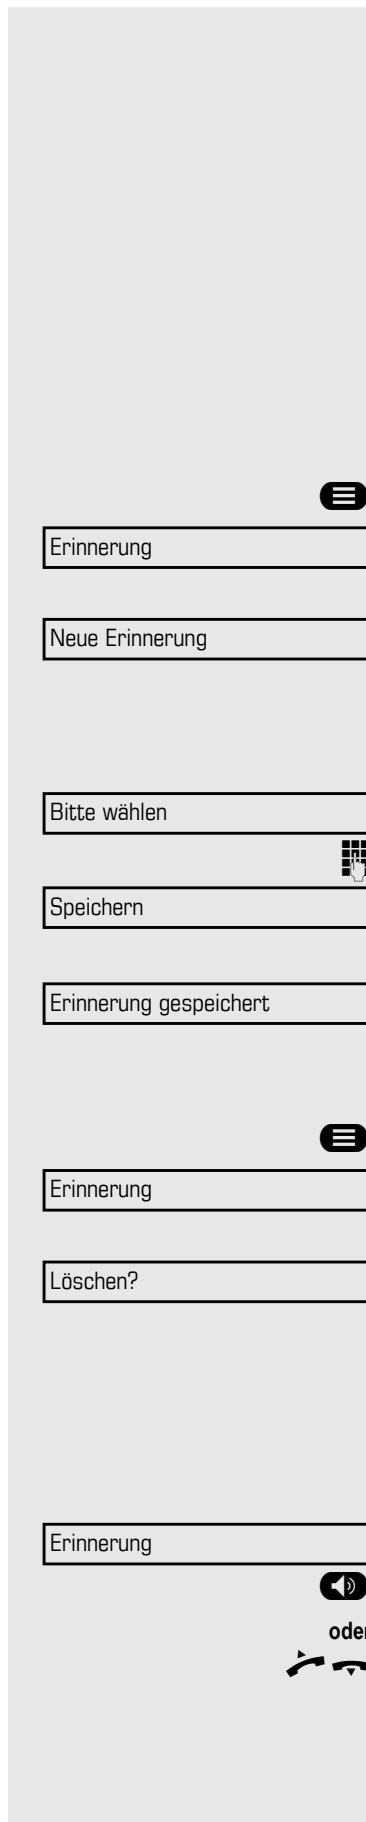 Erinnerung
Neue Erinnerung
Bitte wählen
Speichern
Erinnerung gespeichert
Erinnerung
Löschen?
Erinnerung
oder